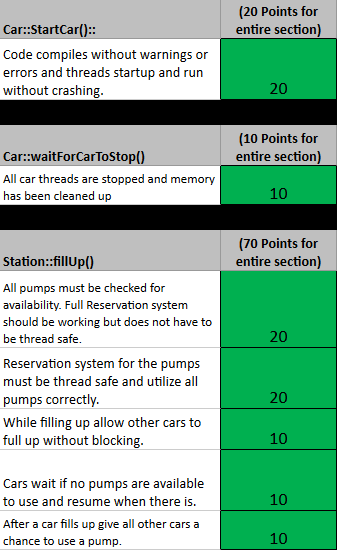 Car::StartCar()::
(20 Points for
entire section)
Code compiles without warnings or
errors and threads startup and run
without crashing.
20
Car::waitForCarToStop()
(10 Points for
entire section)
All car threads are stopped and memory
has been cleaned up
10
Station::fillUp()
(70 Points for
entire section)
All pumps must be checked for
availability. Full Reservation system
should be working but does not have to
be thread safe.
20
Reservation system for the pumps
must be thread safe and utilize all
pumps correctly.
20
While filling up allow other cars to
full up without blocking.
10
Cars wait if no pumps are available
to use and resume when there is.
10
After a car fills up give all other cars a
chance to use a pump.
10